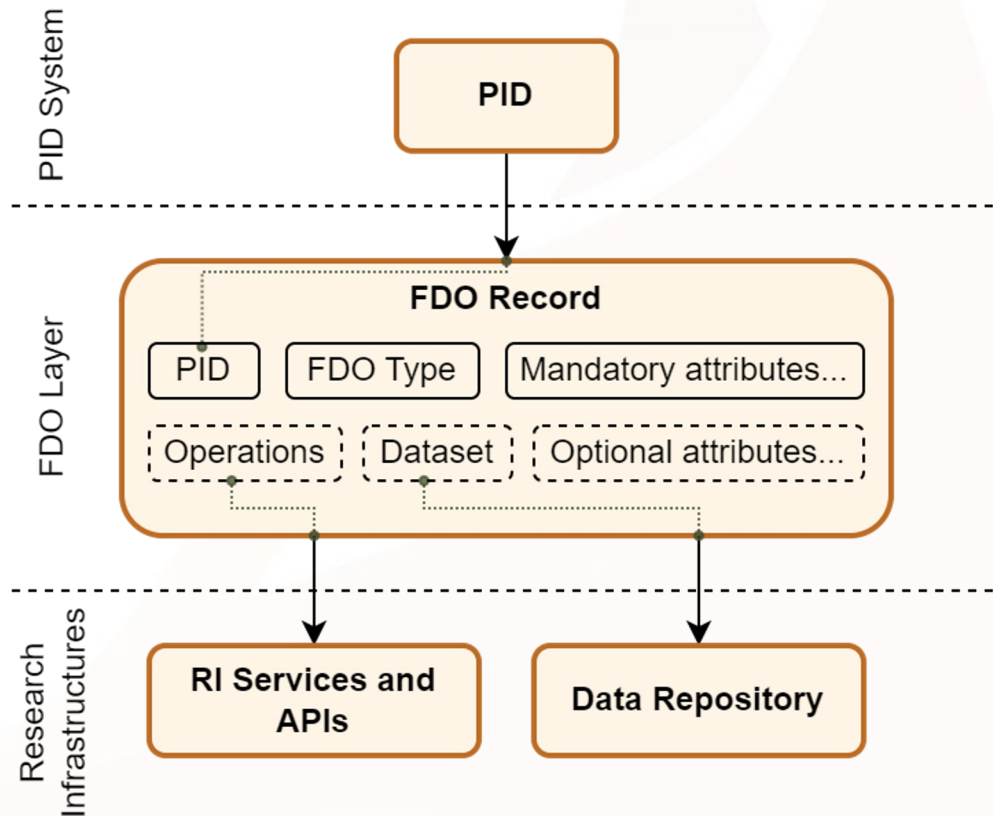 PID System
PID
FDO Layer
FDO Record
PID
FDO Type
Mandatory attributes...
Operations
Dataset
Optional attributes...
Research
Infrastructures
RI Services and
APIs
Data Repository